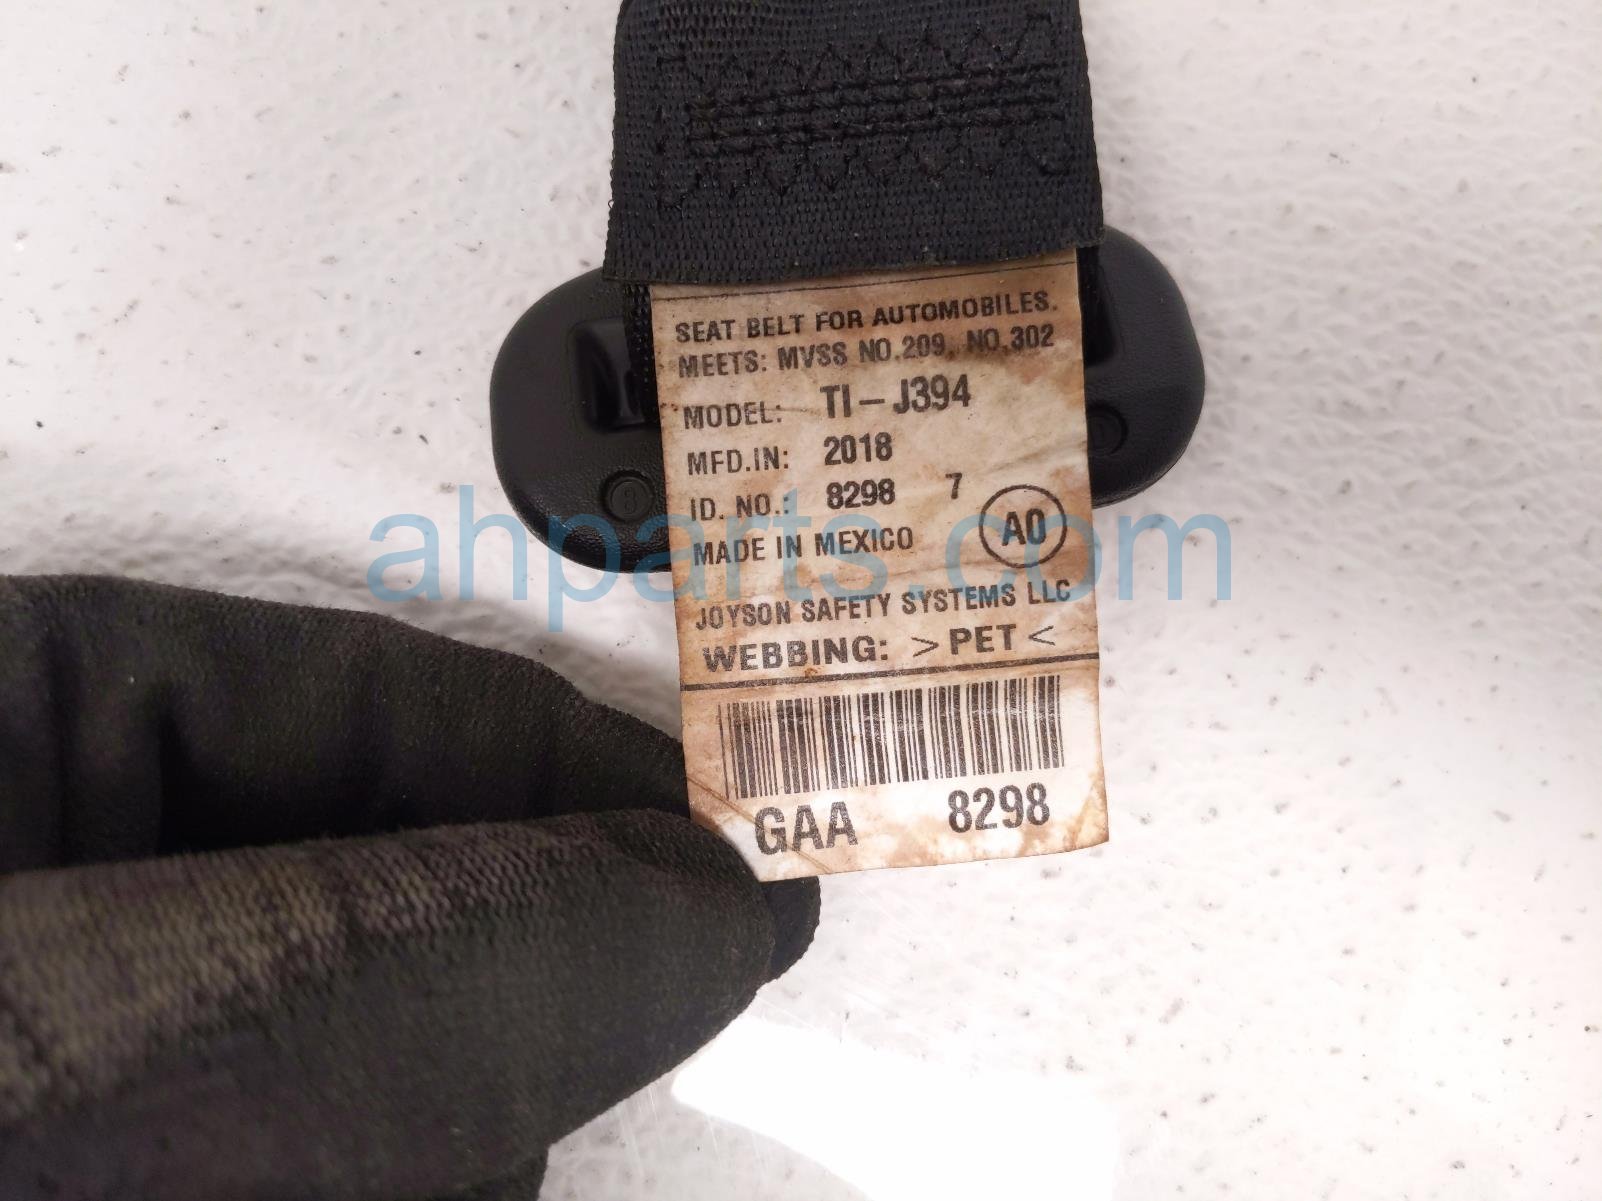 SEAT BELT FOR AUTOMOBILES.
MEETS: MVSS NO.209, NO.302
MODEL: TI-J394
MFD.IN: 2018
ID. NO.: 8298 7
MADE IN MEXICO A0
JOYSON SAFETY SYSTEMS LLC
WEBBING: >PET<
GAA 8298
ahparts.com